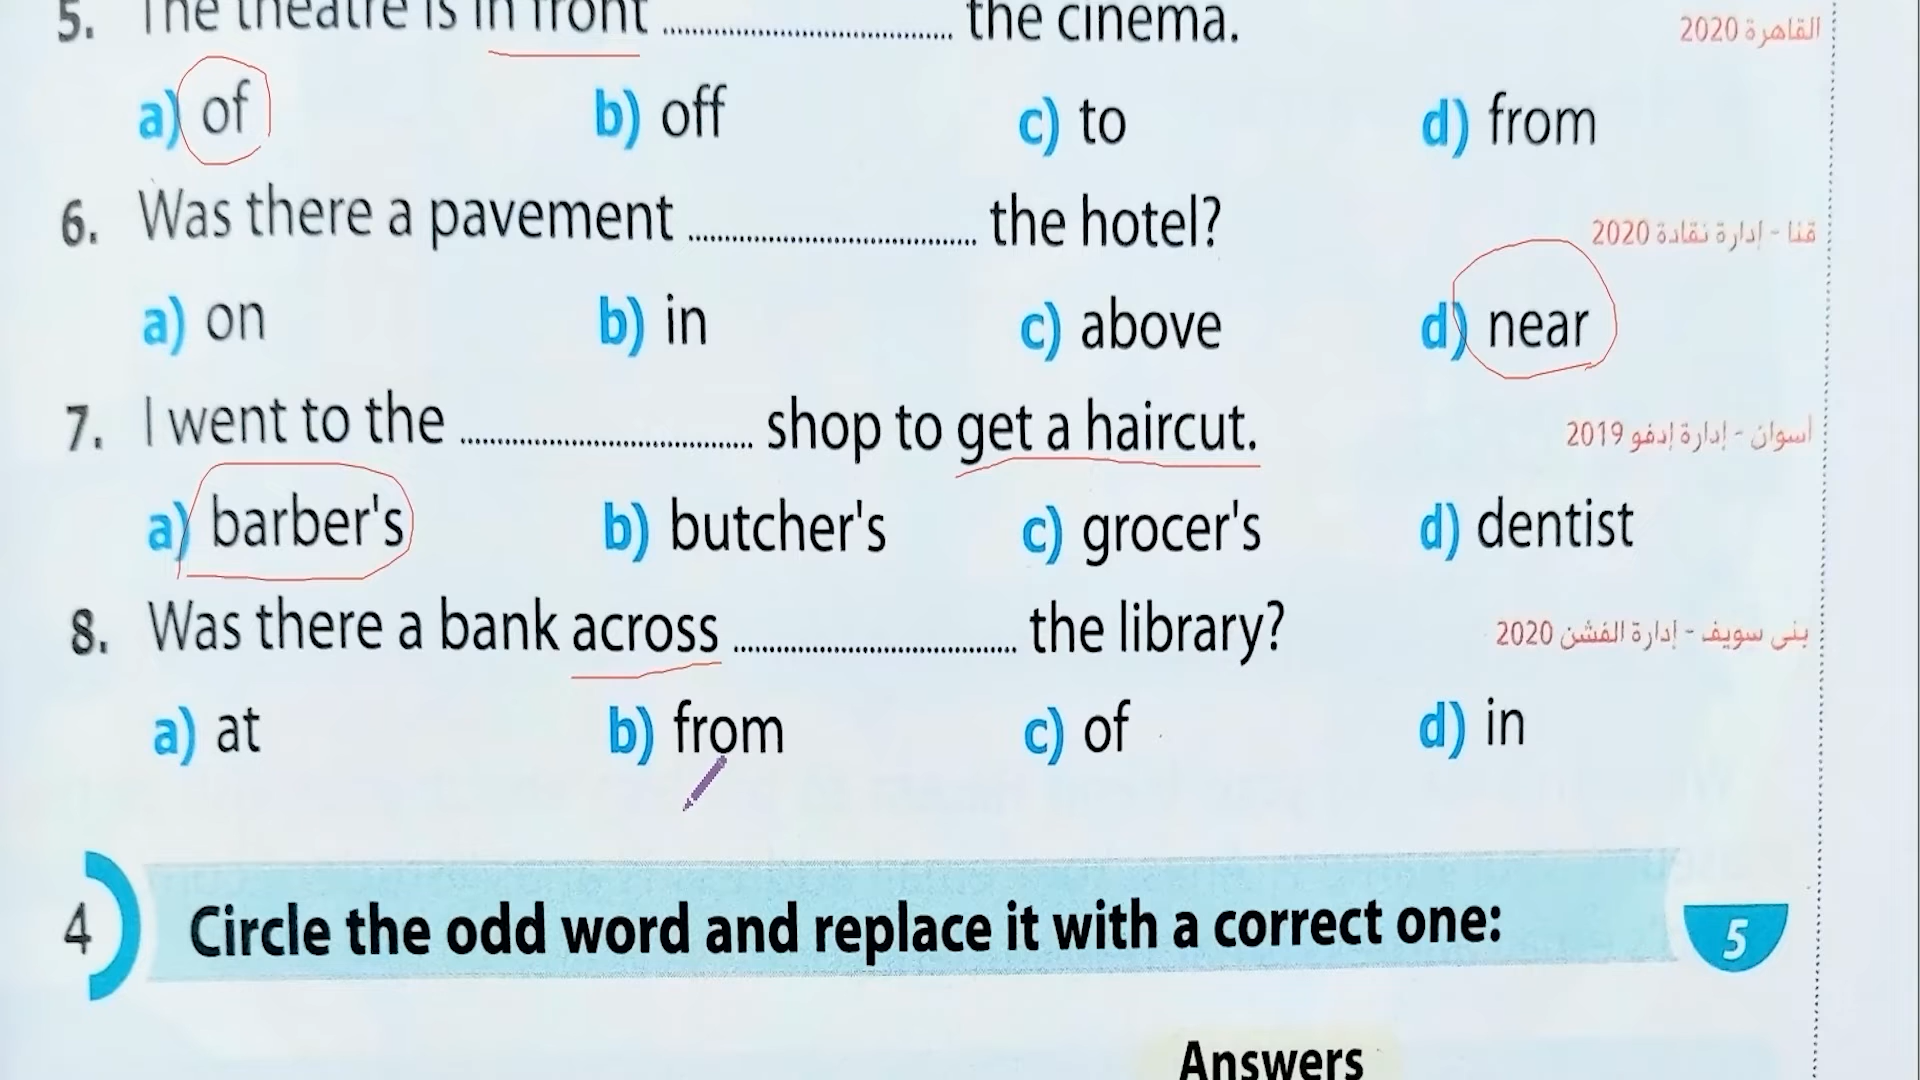 5. The theatre is in front ........................ the cinema. القاهرة 2020
a) of b) off c) to d) from
6. Was there a pavement ........................ the hotel? قنا - إدارة نقادة 2020
a) on b) in c) above d) near
7. I went to the ........................ shop to get a haircut. أسوان - إدارة إدفو 2019
a) barber's b) butcher's c) grocer's d) dentist
8. Was there a bank across ........................ the library? بنى سويف - إدارة الفشن 2020
a) at b) from c) of d) in
4 Circle the odd word and replace it with a correct one: 5
Answers